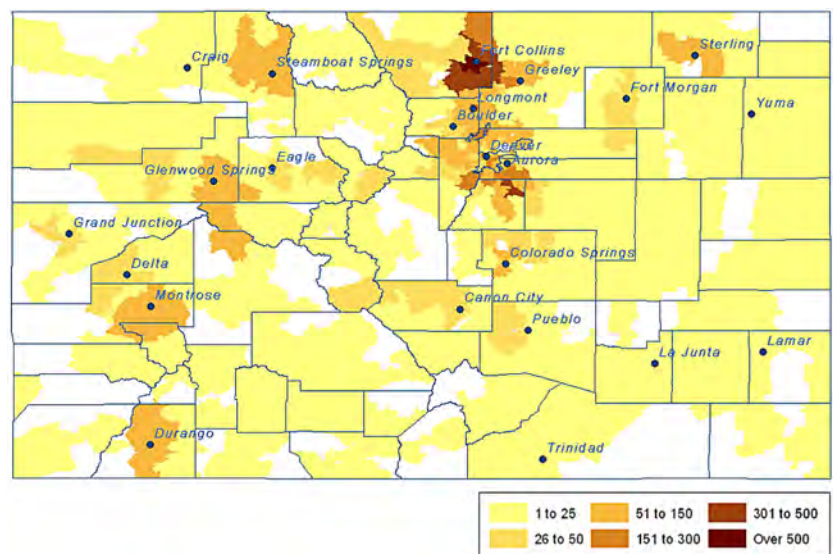 Craig
Steamboat Springs
Fort Collins
Greeley
Sterling
Fort Morgan
Yuma
Longmont
Boulder
Denver
Aurora
Eagle
Glenwood Springs
Grand Junction
Delta
Montrose
Colorado Springs
Canon City
Pueblo
La Junta
Lamar
Durango
Trinidad
1 to 25
51 to 150
301 to 500
26 to 50
151 to 300
Over 500